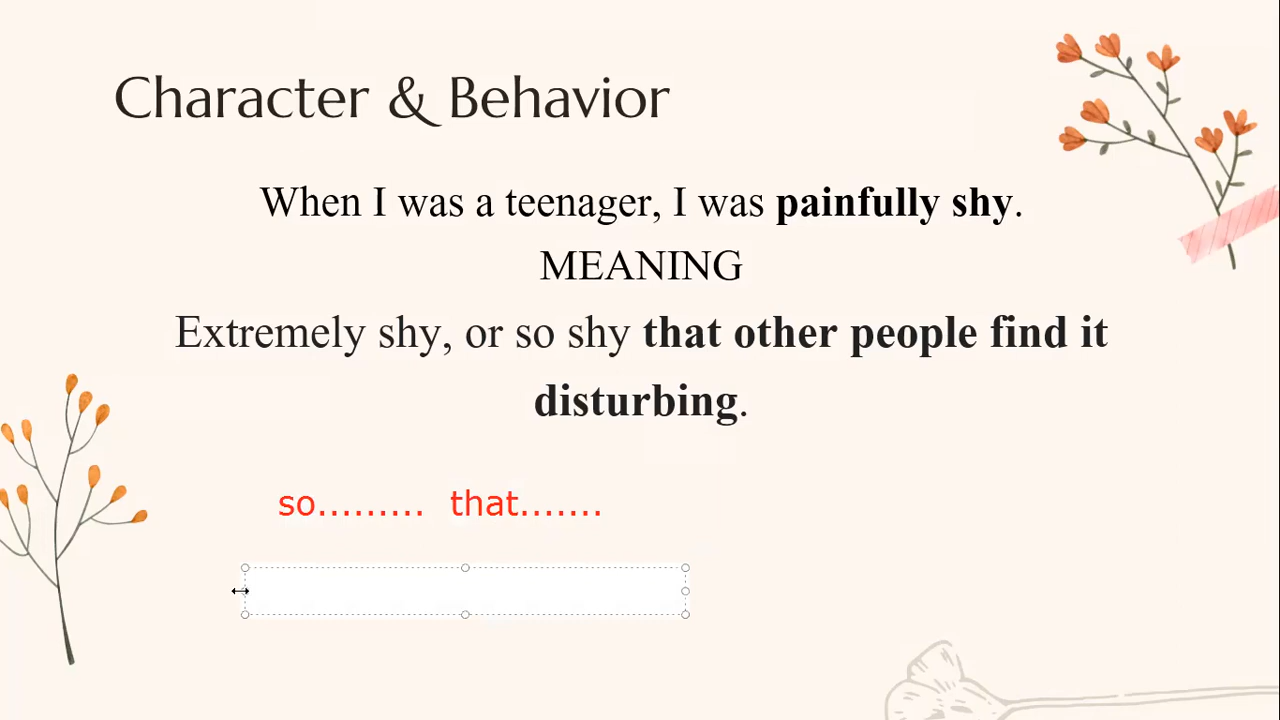 Character & Behavior
When I was a teenager, I was painfully shy.
MEANING
Extremely shy, or so shy that other people find it
disturbing.
so......... that.......